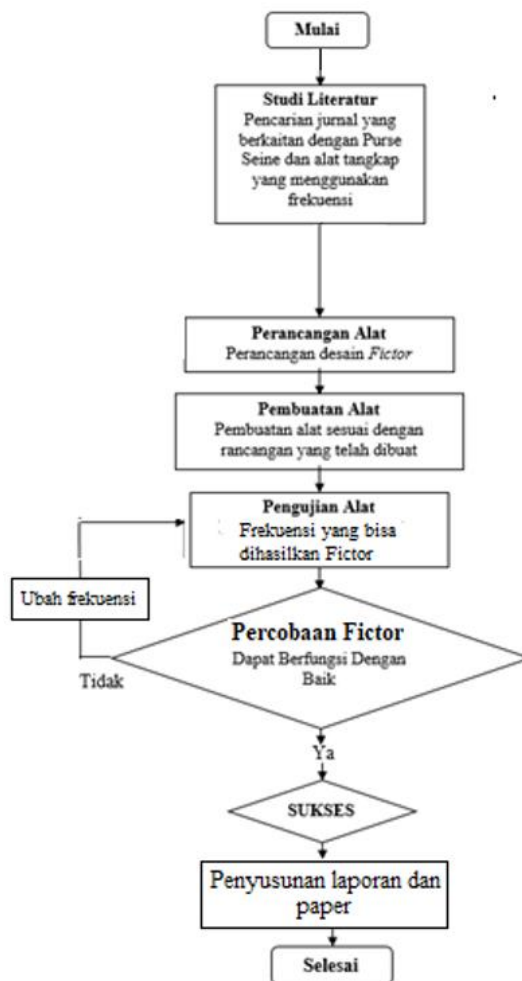 Mulai
Studi Literatur
Pencarian jurnal yang
berkaitan dengan Purse
Seine dan alat tangkap
yang menggunakan
frekuensi
Perancangan Alat
Perancangan desain Fictor
Pembuatan Alat
Pembuatan alat sesuai dengan
rancangan yang telah dibuat
Pengujian Alat
Frekuensi yang bisa
dihasilkan Fictor
Ubah frekuensi
Percobaan Fictor
Dapat Berfungsi Dengan
Baik
Tidak
Ya
SUKSES
Penyusunan laporan dan
paper
Selesai